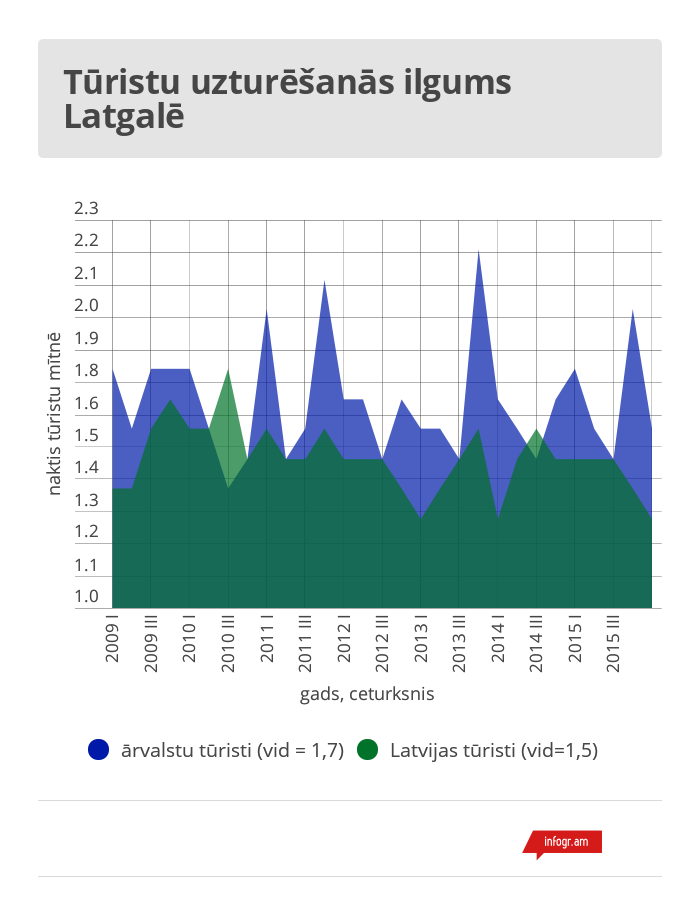 Tūristu uzturēšanās ilgums
Latgalē
2.3
2.2
2.1
2.0
1.9
1.8
1.6
1.5
1.4
1.3
1.2
1.1
1.0
naktis tūristu mītnē
2009 I
2009 III
2010 I
2010 III
2011 I
2011 III
2012 I
2012 III
2013 I
2013 III
2014 I
2014 III
2015 I
2015 III
gads, ceturksnis
ārvalstu tūristi (vid = 1,7)
Latvijas tūristi (vid=1,5)
infogr.am